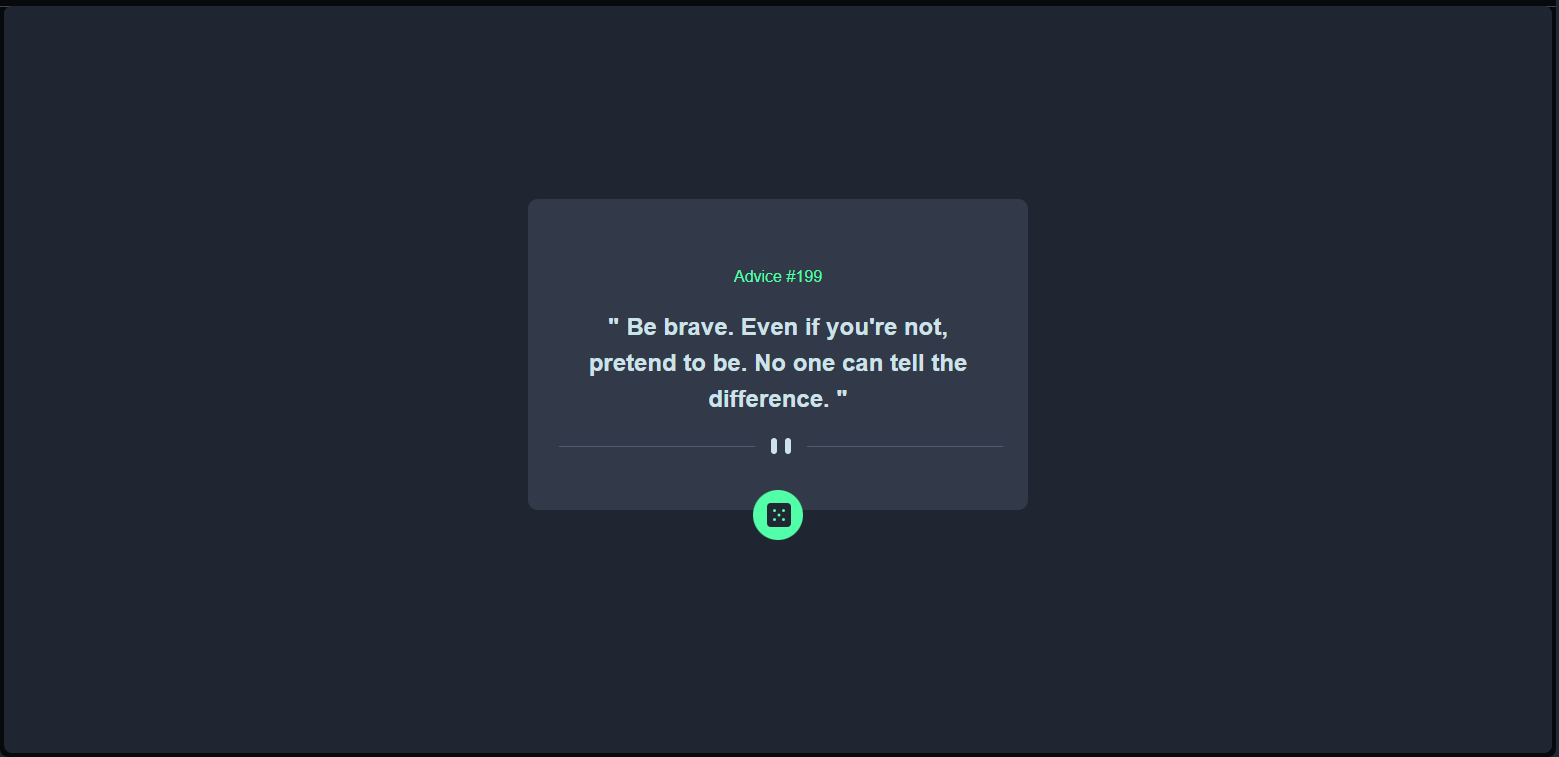 Advice #199
" Be brave. Even if you're not,
pretend to be. No one can tell the
difference. "